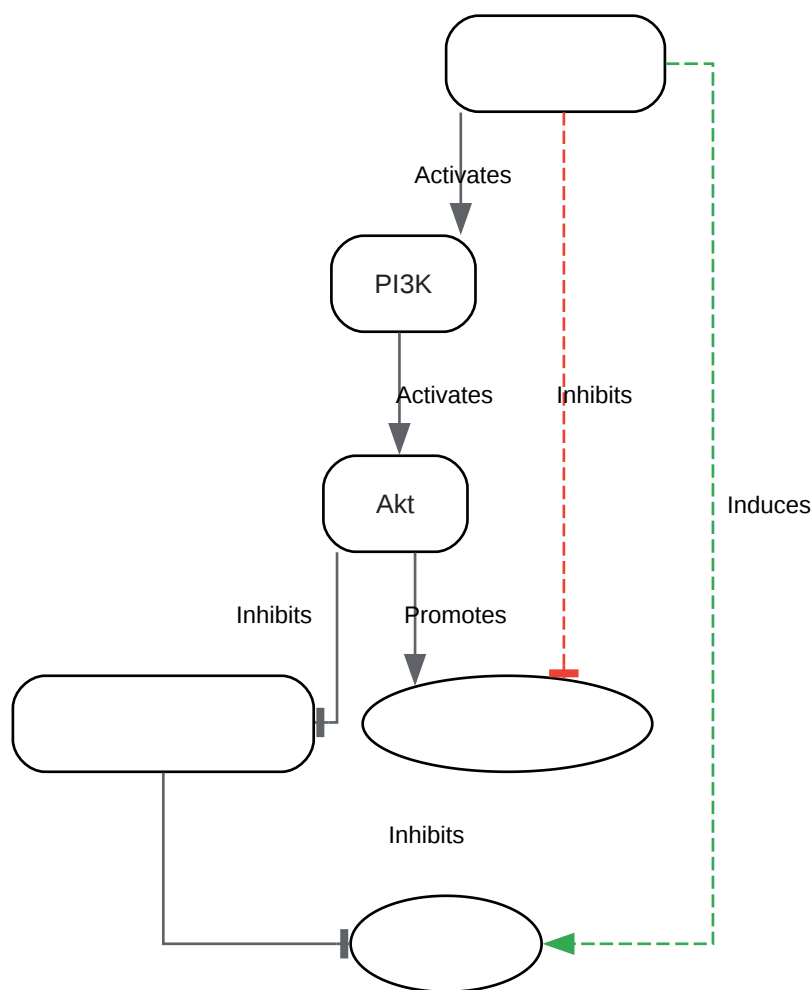 Activates
PI3K
Activates
Inhibits
Akt
Induces
Inhibits
Promotes
Inhibits